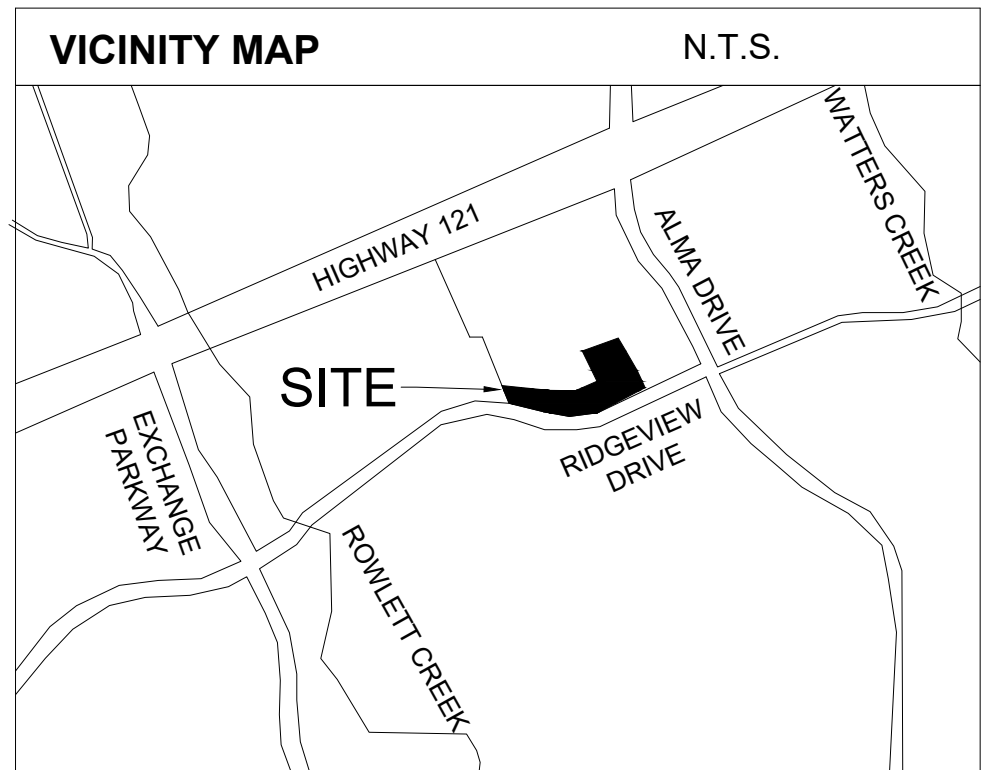 VICINITY MAP
N.T.S.
WATTERS CREEK
HIGHWAY 121
ALMA DRIVE
SITE
RIDGEVIEW
DRIVE
EXCHANGE
PARKWAY
ROWLETT CREEK